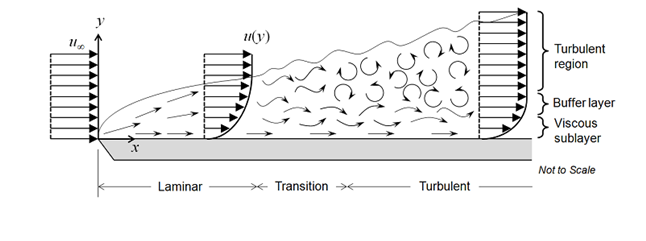 y
u∞
u(y)
Turbulent
region
Buffer layer
Viscous
sublayer
x
Not to Scale
Laminar
Transition
Turbulent